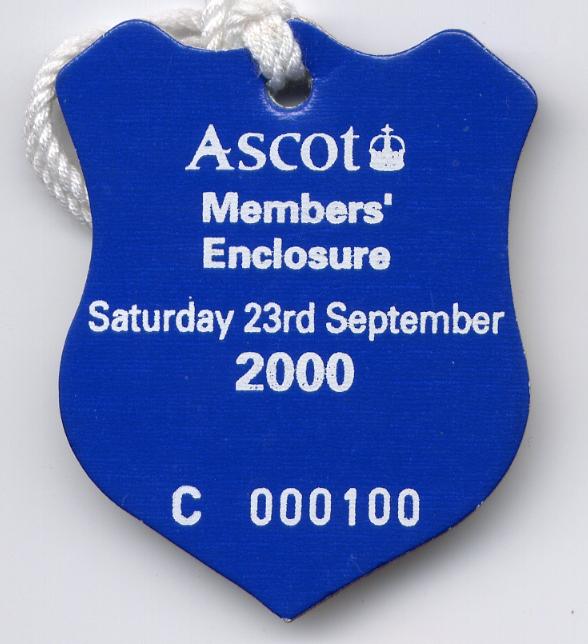 Ascot
Members'
Enclosure
Saturday 23rd September
2000
C 000100